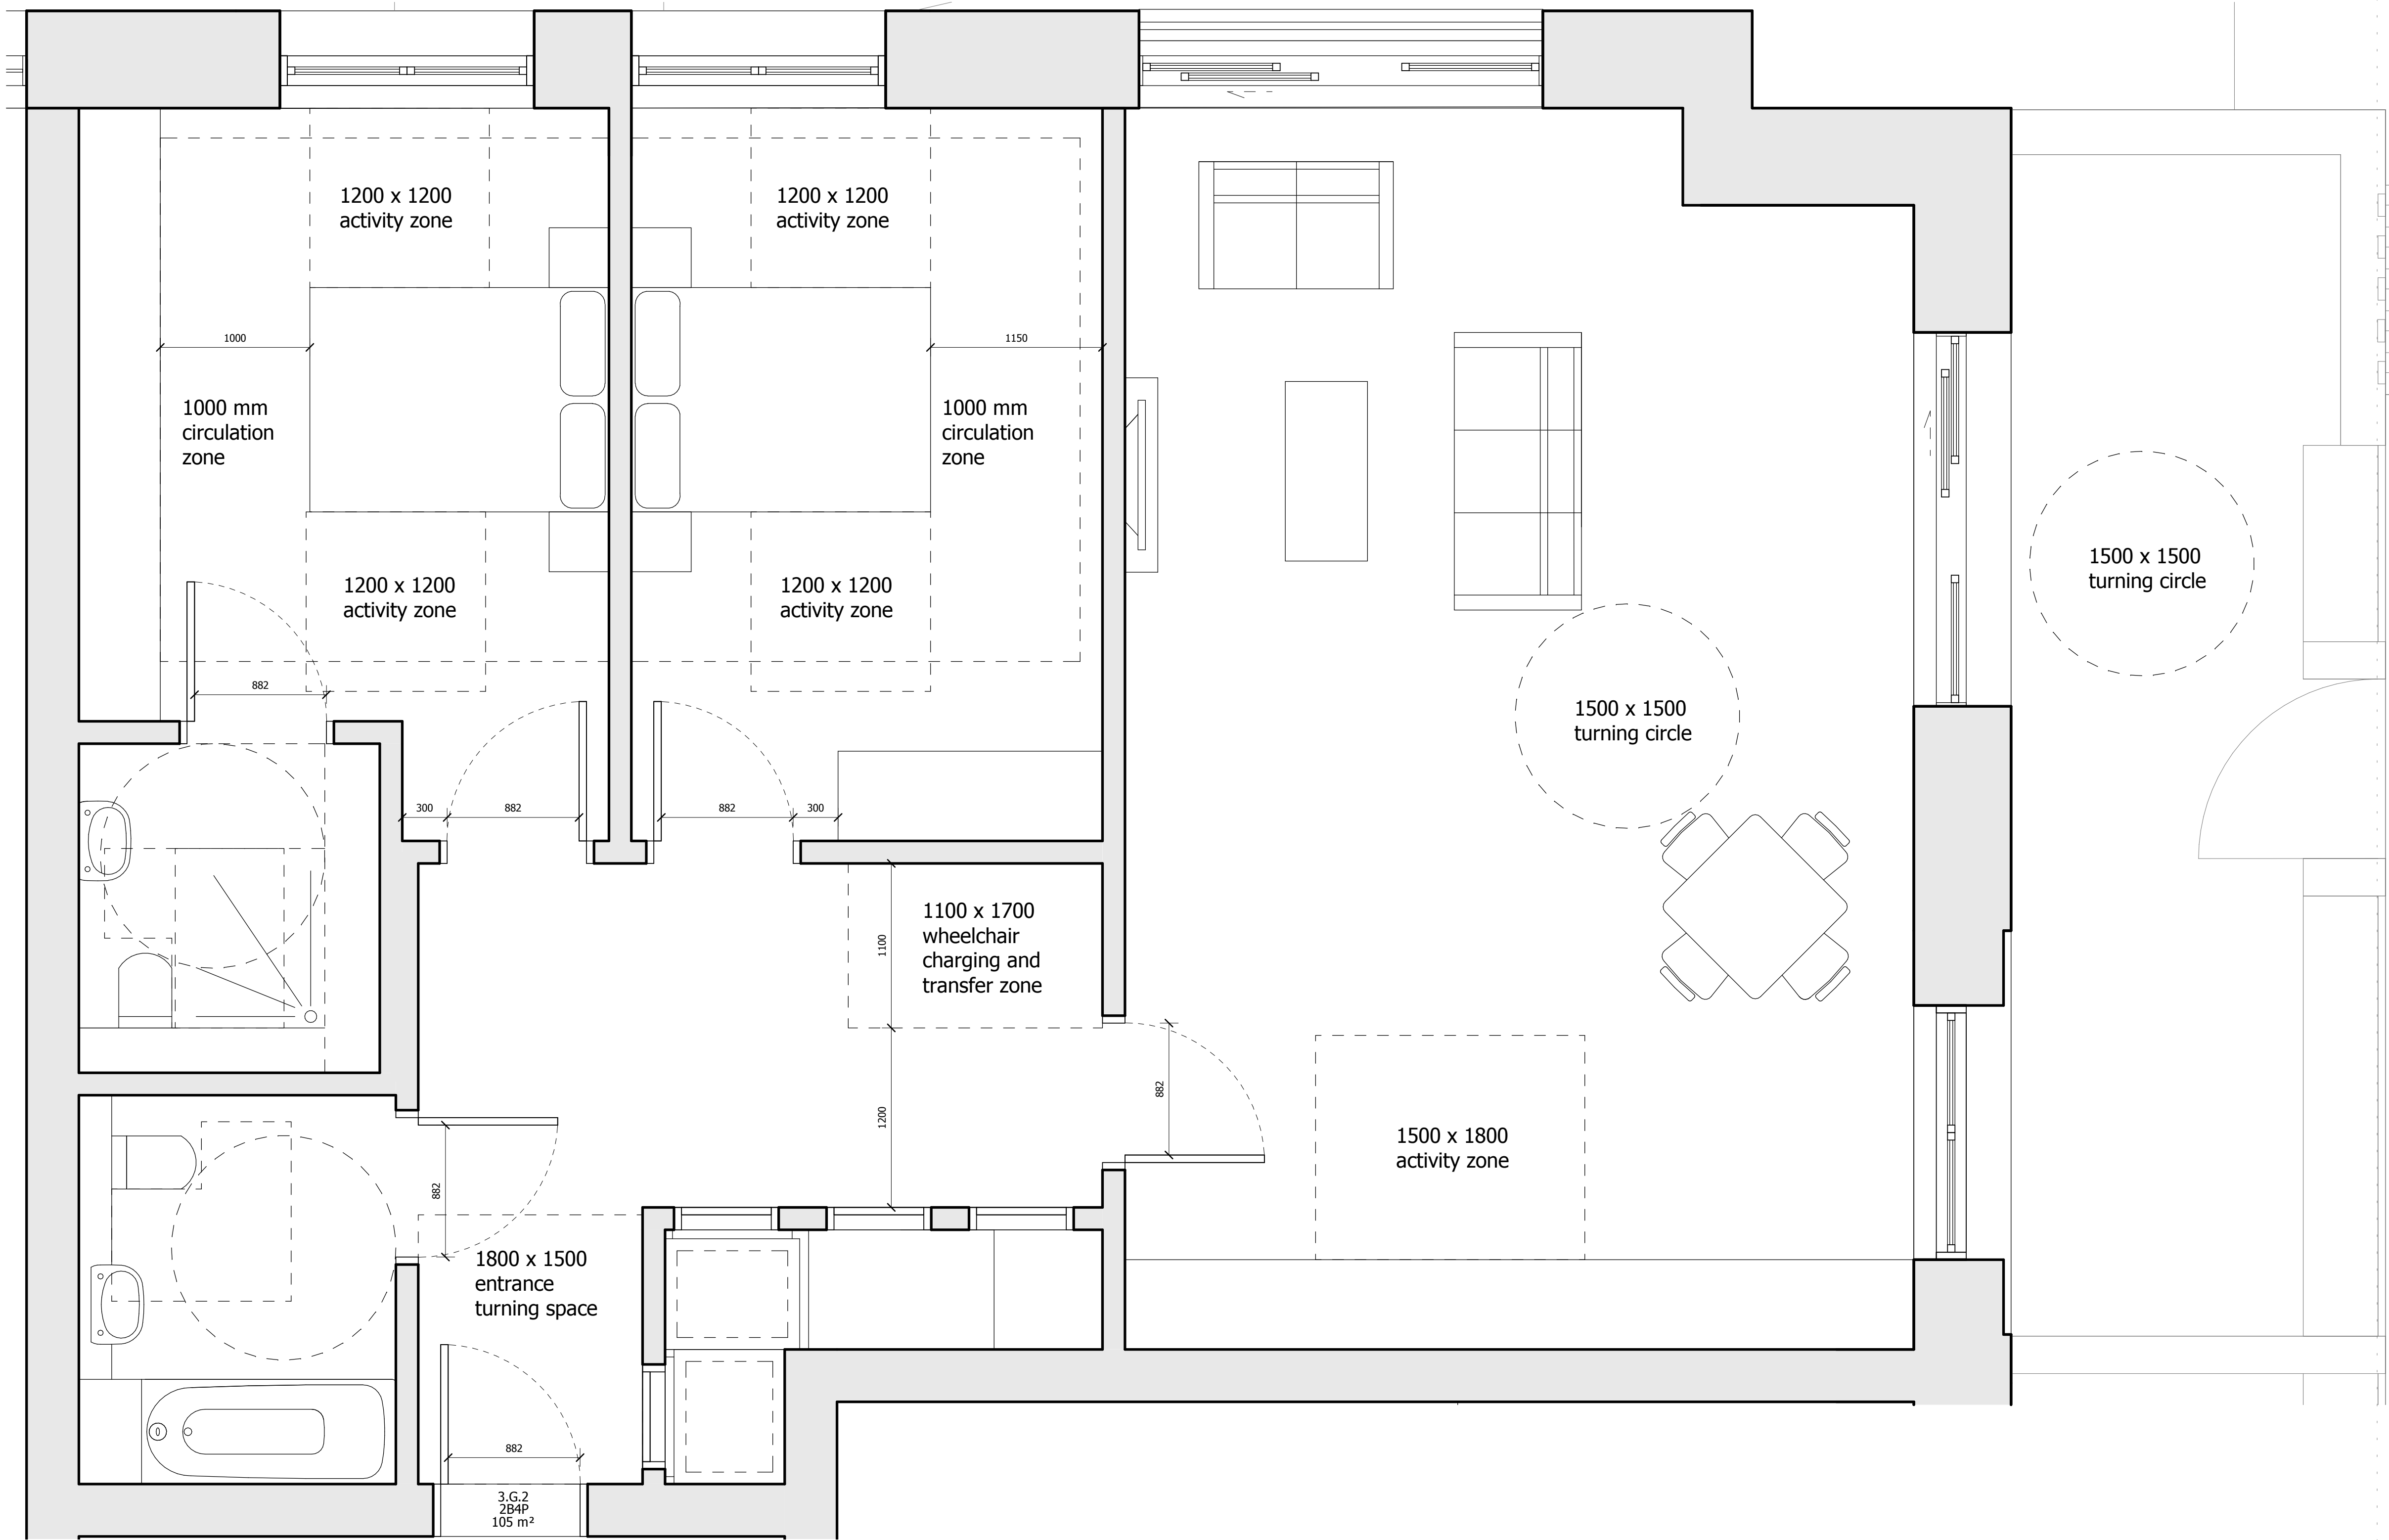 1200 x 1200
activity zone
1200 x 1200
activity zone
1000
1150
1000 mm
circulation
zone
1000 mm
circulation
zone
1200 x 1200
activity zone
1200 x 1200
activity zone
1500 x 1500
turning circle
882
1500 x 1500
turning circle
300
882
882
300
1100 x 1700
wheelchair
charging and
transfer zone
1100
882
1200
1500 x 1800
activity zone
882
1800 x 1500
entrance
turning space
882
3.G.2
2B4P
105 m²